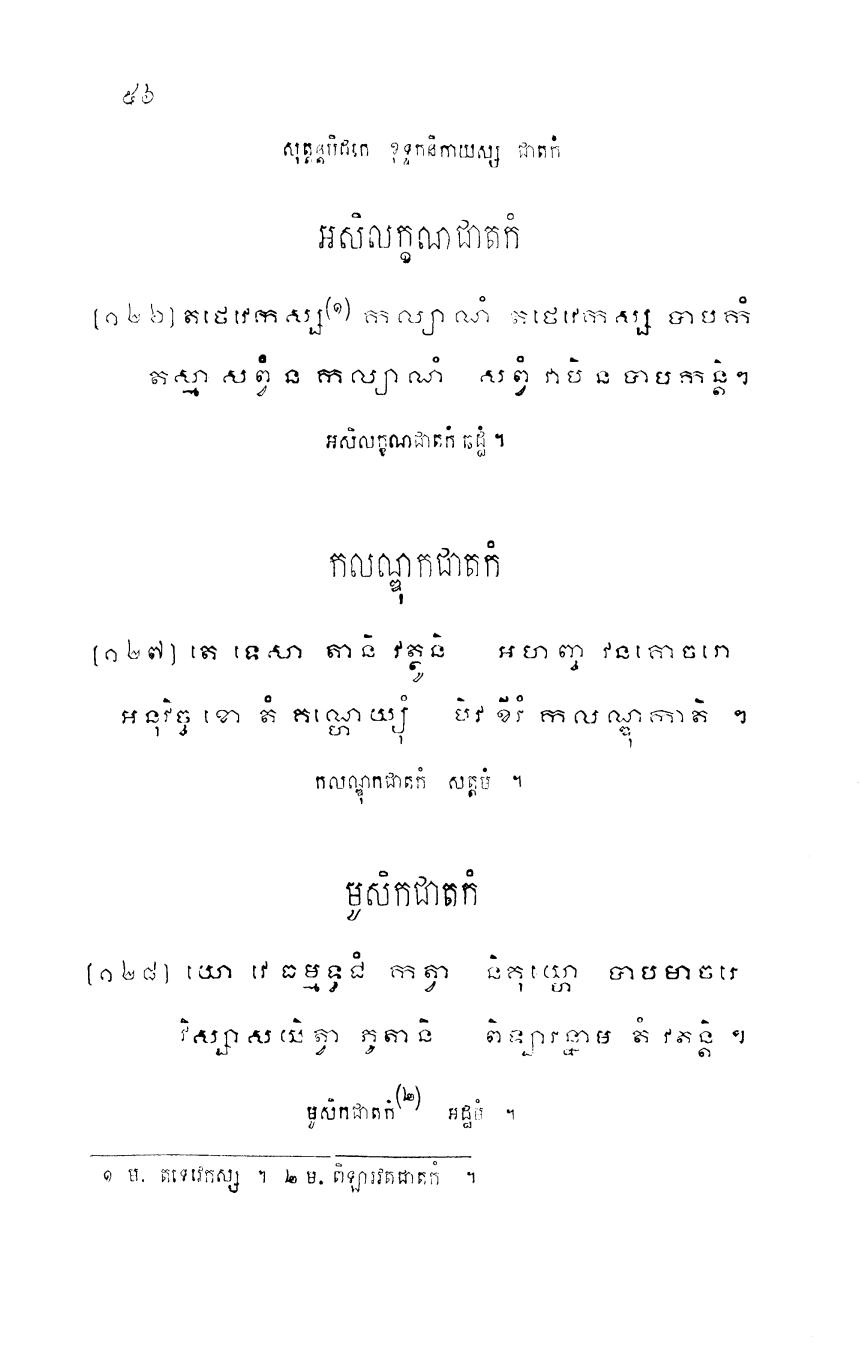 ៥៦
សុត្តន្តបិដកេ ខុទ្ទកនិកាយស្ស ជាតកំ
អសិលក្ខណជាតកំ
[១២៦] តថេវេកស្ស(១) កល្យាណំ តថេវេកស្ស បាបកំ
តស្មា សព្វំ ន កល្យាណំ សព្វំ វាបិ ន បាបកន្តិ។
អសិលក្ខណជាតកំ ឆដ្ឋំ ។
កលណ្ឌុកជាតកំ
[១២៧] តេ ទេសា តានិ វត្ថូនិ អហញ្ច វនគោចរោ
អនុវិច្ច ខោ តំ គណ្ហេយ្យុំ បិវ ខីរំ កលណ្ឌុកាតិ ។
កលណ្ឌុកជាតកំ សត្តមំ ។
មូសិកជាតកំ
[១២៨] យោ វេ ធម្មទ្ធជំ កត្វា និគុយ្ហោ បាបមាចរេ
វិស្សាសយិត្វា ភូតានិ ពិឡារន្នាម តំ វតន្តិ ។
មូសិកជាតកំ(២) អដ្ឋមំ ។
១ ម. តទេវេកស្ស ។ ២ ម. ពិឡារវតជាតកំ ។